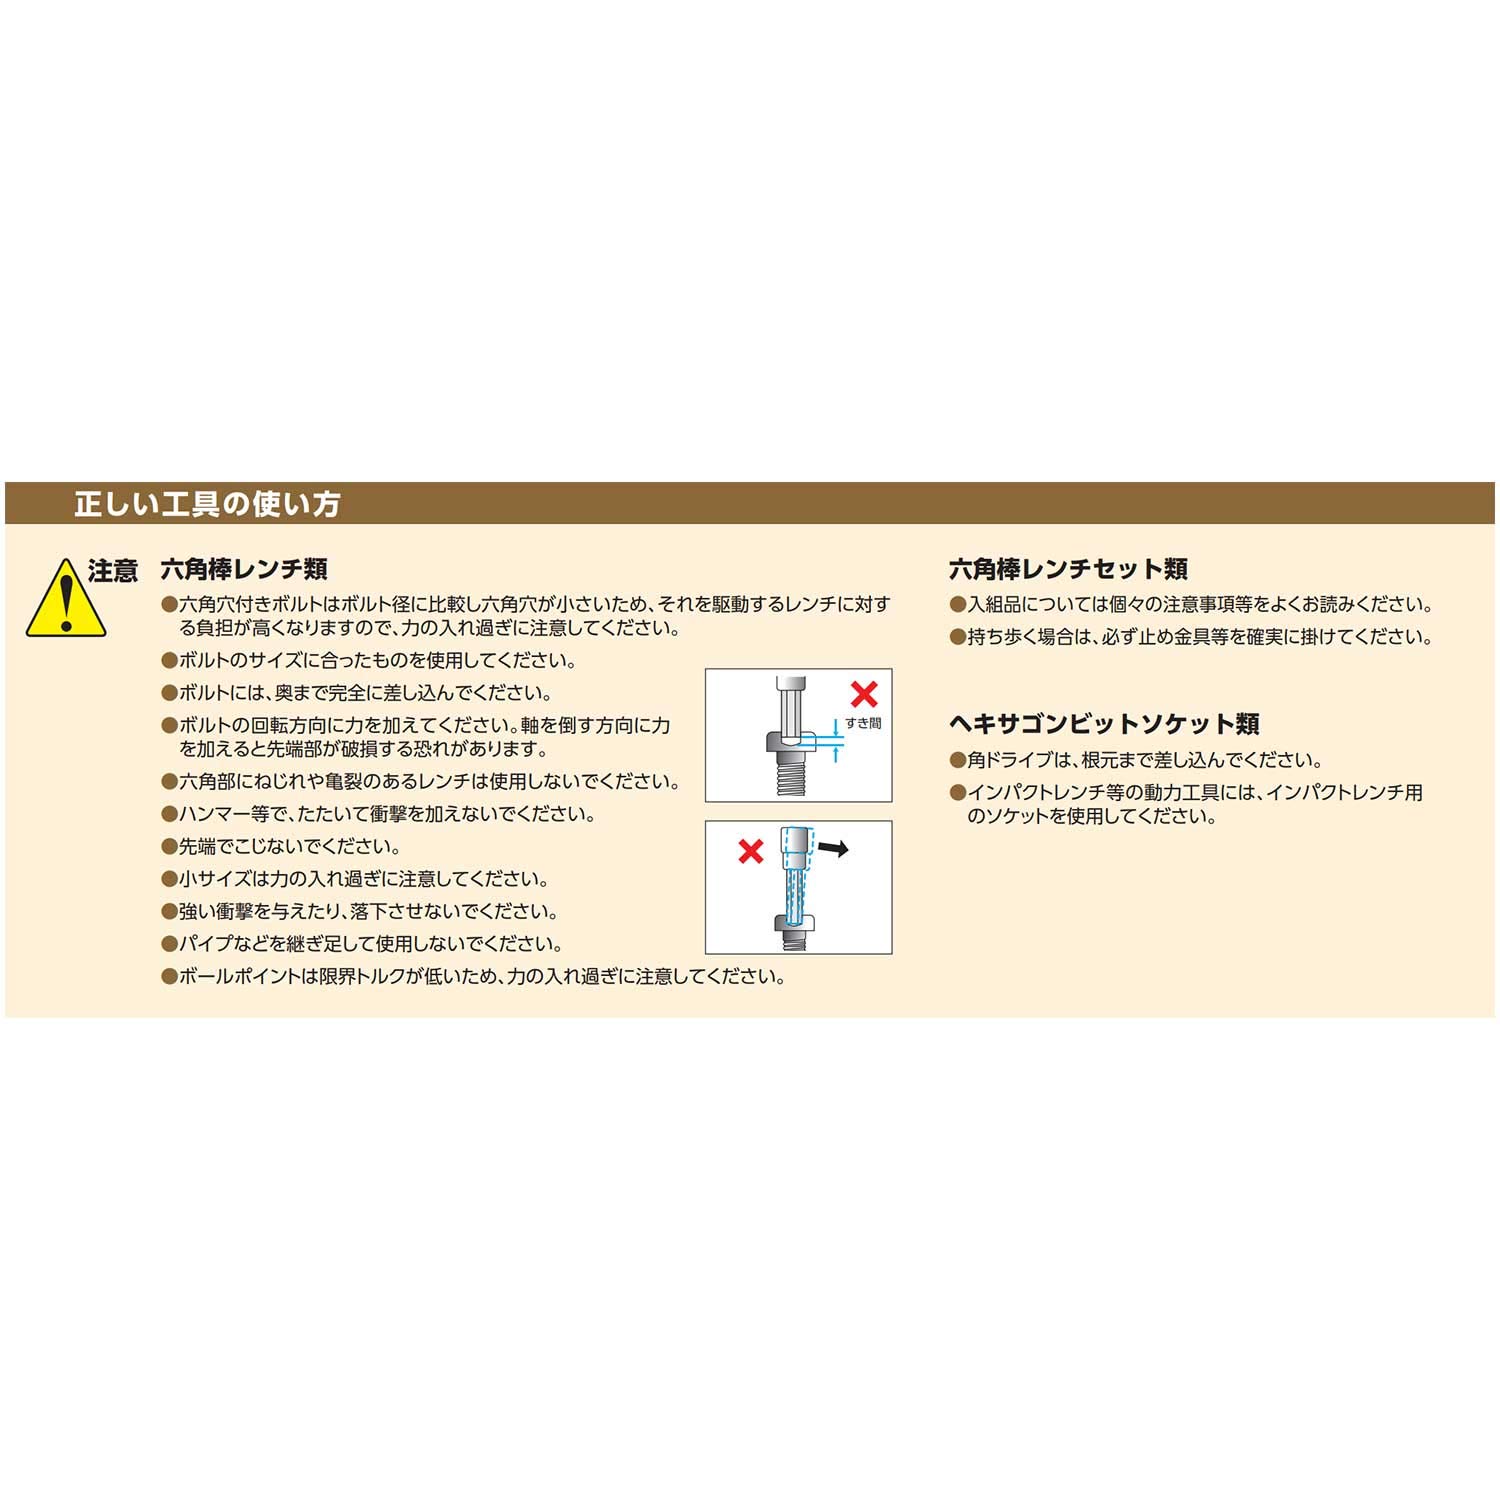 正しい工具の使い方
注意
六角棒レンチ類
●六角穴付きボルトはボルト径に比較し六角穴が小さいため、それを駆動するレンチに対す
る負担が高くなりますので、力の入れ過ぎに注意してください。
●ボルトのサイズに合ったものを使用してください。
●ボルトには、奥まで完全に差し込んでください。
●ボルトの回転方向に力を加えてください。軸を倒す方向に力
を加えると先端部が破損する恐れがあります。
●六角部にねじれや亀裂のあるレンチは使用しないでください。
●ハンマー等で、たたいて衝撃を加えないでください。
●先端でこじないでください。
●小サイズは力の入れ過ぎに注意してください。
●強い衝撃を与えたり、落下させないでください。
●パイプなどを継ぎ足して使用しないでください。
●ボールポイントは限界トルクが低いため、力の入れ過ぎに注意してください。
すき間
六角棒レンチセット類
●入組品については個々の注意事項等をよくお読みください。
●持ち歩く場合は、必ず止め金具等を確実に掛けてください。
ヘキサゴンビットソケット類
●角ドライブは、根元まで差し込んでください。
●インパクトレンチ等の動力工具には、インパクトレンチ用
のソケットを使用してください。